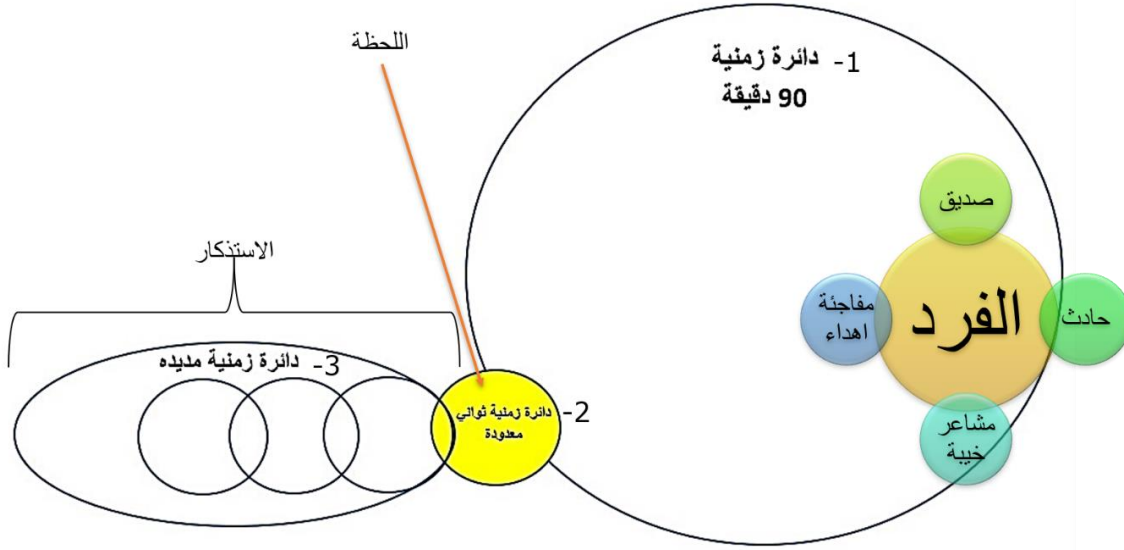 اللحظة
1- دائرة زمنية
90 دقيقة
صديق
الفرد
مفاجئة
اهداء
حادث
مشاعر
خيبة
الاستذكار
3- دائرة زمنية مديده
2-
دائرة زمنية ثواني
معدودة